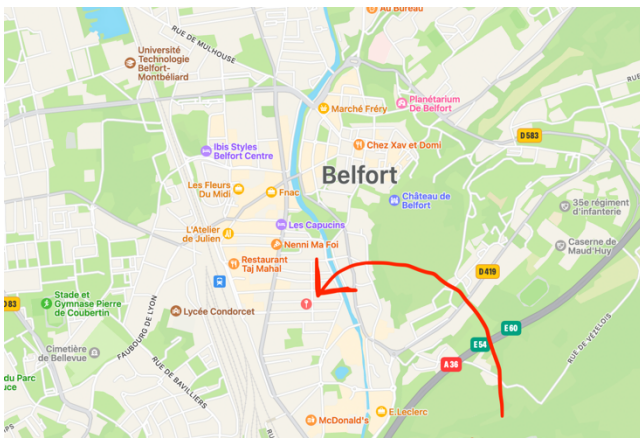 Au Bureau
RUE DE MULHOUSE
Université
Technologie
Belfort-
Montbéliard
RUE
Planétarium
De Belfort
Marché Fréry
D583
Chez Xav et Domi
Ibis Styles
Belfort Centre
Belfort
Les Fleurs
Du Midi
Fnac
Château de
Belfort
35e régiment
d'infanterie
Les Capucins
L'Atelier
de Julien
Nenni Ma Foi
Caserne de
Maud'Huy
Restaurant
Taj Mahal
D419
Stade et
Gymnase Pierre
de Coubertin
D83
Lycée Condorcet
E60
E54
FAUBOURG DE LYON
RUE DE VEZELOIS
Cimetière
de Bellevue
A36
RUE DE BAVILLIERS
du Parc
uce
E.Leclerc
McDonald's